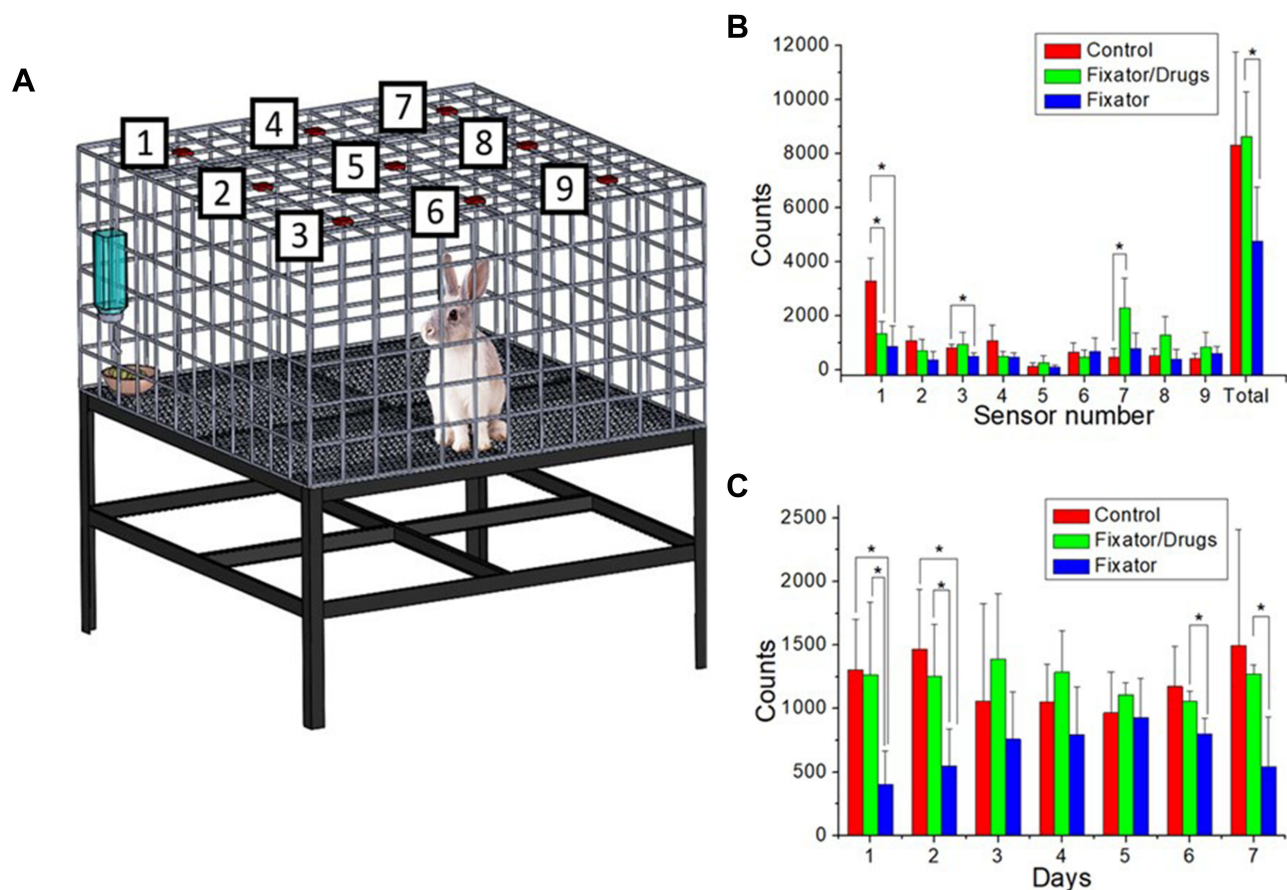 A
1
4
7
2
5
8
3
6
9
B
12000
10000
8000
6000
4000
2000
0
Counts
Control
Fixator/Drugs
Fixator
*
*
*
*
*
1 2 3 4 5 6 7 8 9 Total
Sensor number
C
2500
2000
1500
1000
500
0
Counts
Control
Fixator/Drugs
Fixator
*
*
*
*
*
*
1 2 3 4 5 6 7
Days